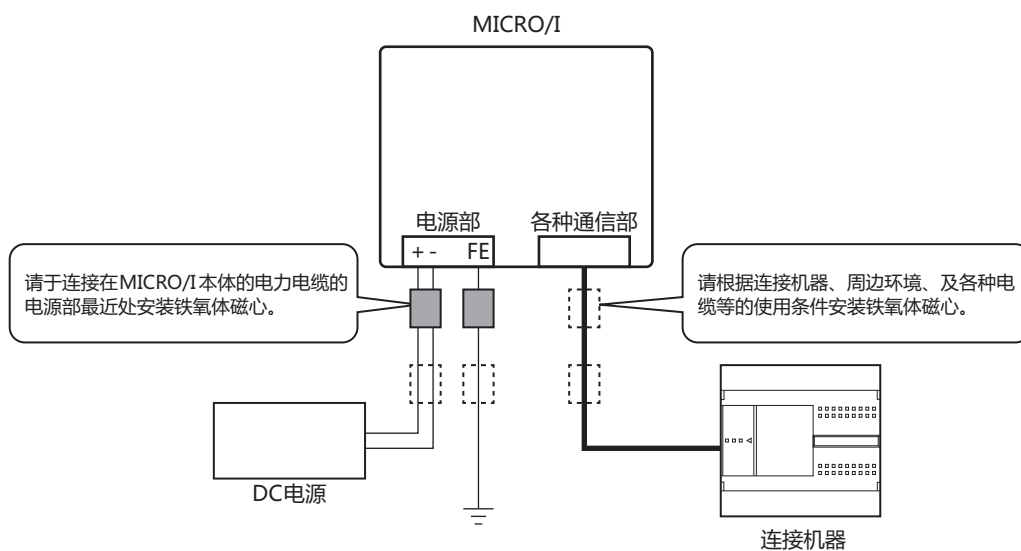 MICRO/I
电源部
各种通信部
+ -
FE
请于连接在MICRO/I本体的电力电缆的
电源部最近处安装铁氧体磁心。
请根据连接机器、周边环境、及各种电
缆等的使用条件安装铁氧体磁心。
DC电源
连接机器